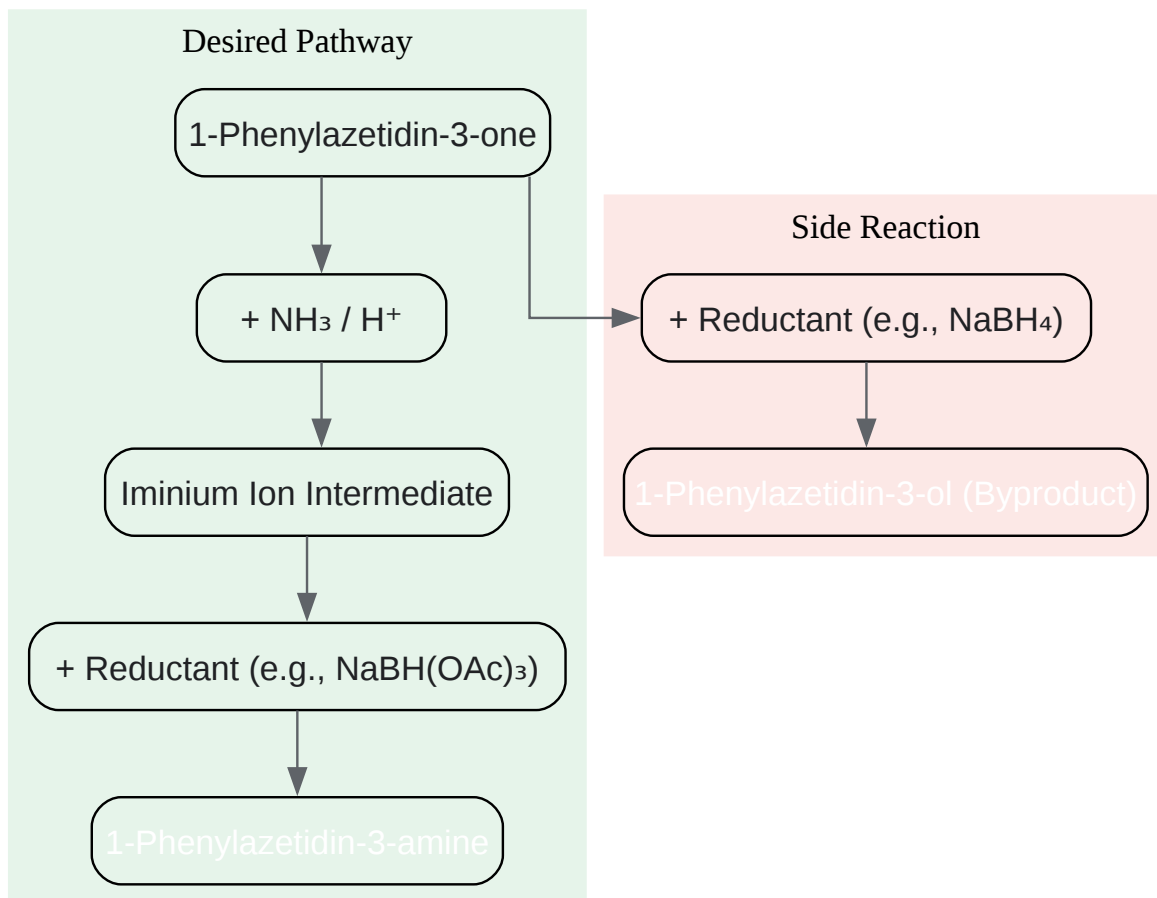 Desired Pathway
1-Phenylazetidin-3-one
+ NH₃ / H⁺
Iminium Ion Intermediate
+ Reductant (e.g., NaBH(OAc)₃)
1-Phenylazetidin-3-amine
Side Reaction
+ Reductant (e.g., NaBH₄)
1-Phenylazetidin-3-ol (Byproduct)